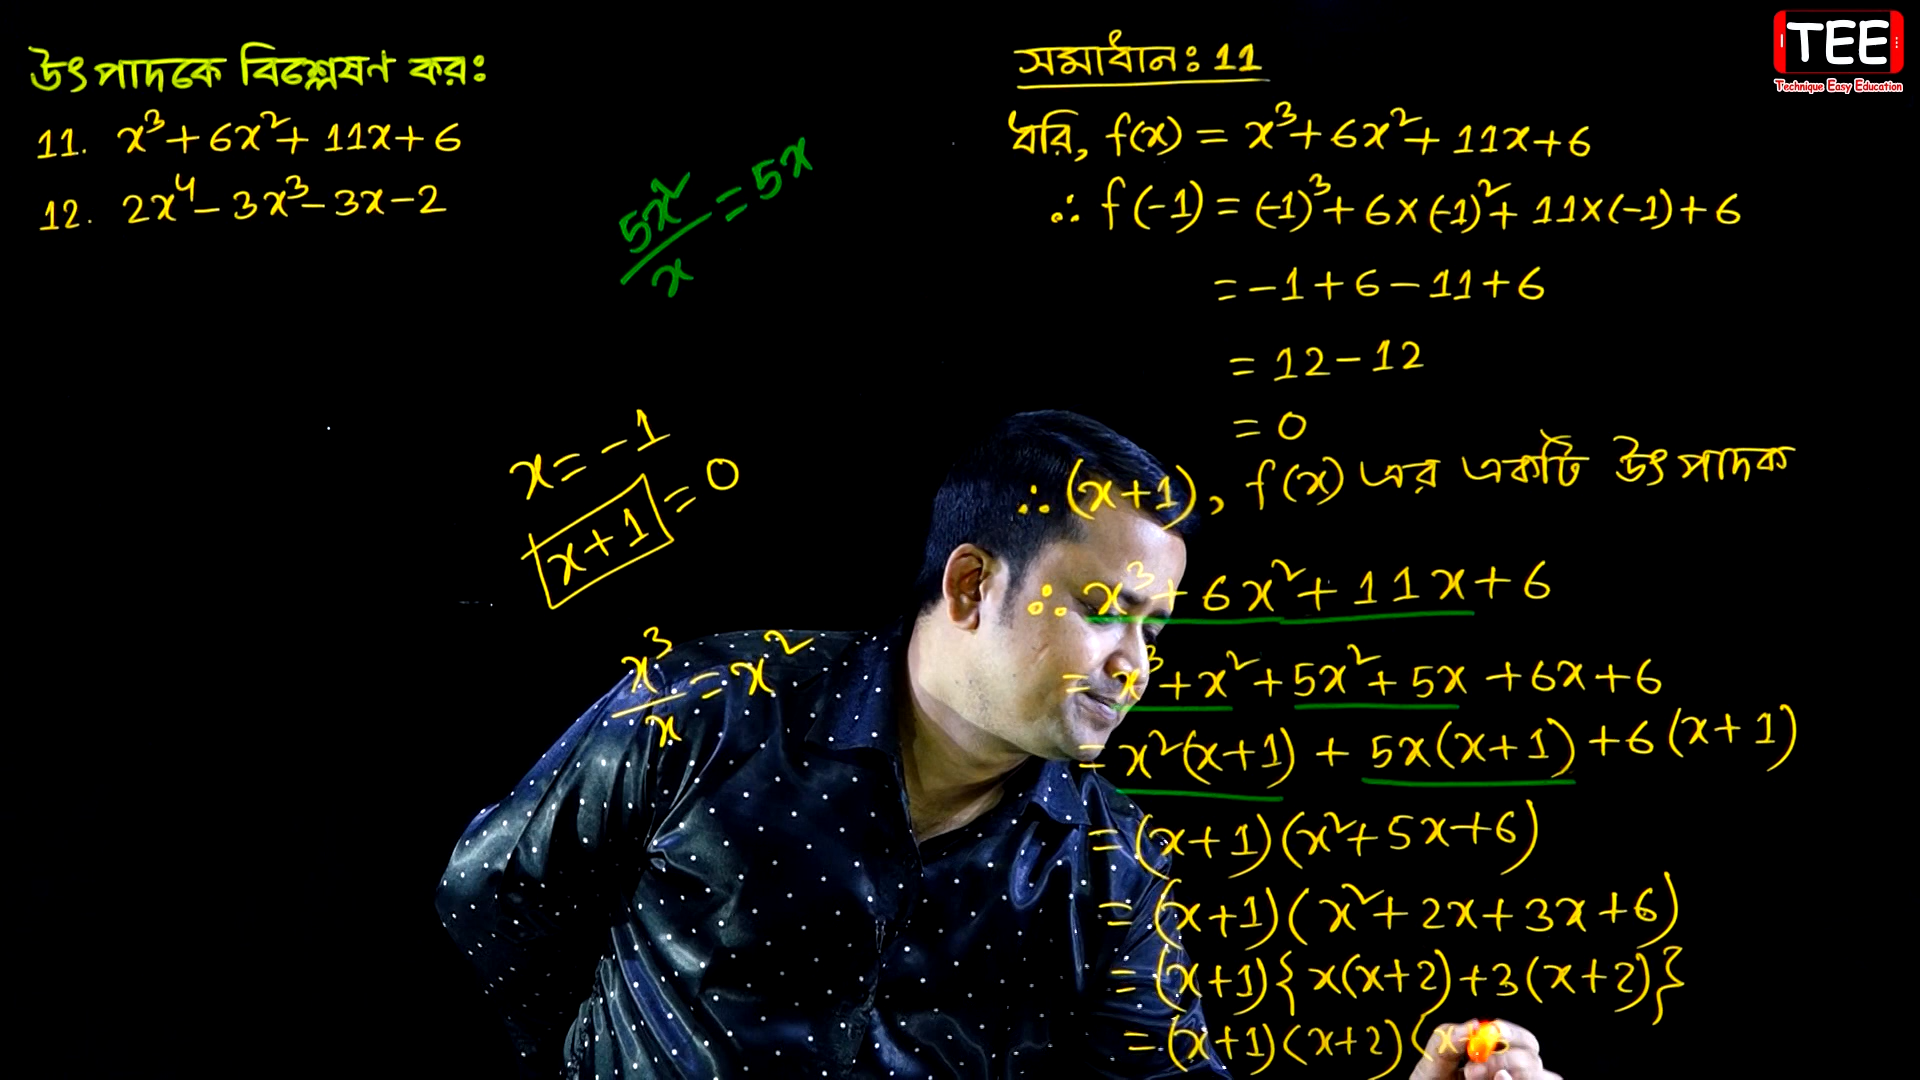 উৎপাদকে বিশ্লেষণ করঃ
11. x³ + 6x² + 11x + 6
12. 2x⁴ - 3x³ - 3x - 2
5x²/x = 5x
x = -1
x + 1 = 0
x³/x = x²
TEE
Technique Easy Education
সমাধানঃ 11
ধরি, f(x) = x³ + 6x² + 11x + 6
∴ f(-1) = (-1)³ + 6 × (-1)² + 11 × (-1) + 6
= -1 + 6 - 11 + 6
= 12 - 12
= 0
∴ (x+1), f(x) এর একটি উৎপাদক
∴ x³ + 6x² + 11x + 6
= x³ + x² + 5x² + 5x + 6x + 6
= x²(x+1) + 5x(x+1) + 6(x+1)
= (x+1)(x² + 5x + 6)
= (x+1)(x² + 2x + 3x + 6)
= (x+1){x(x+2) + 3(x+2)}
= (x+1)(x+2)(x